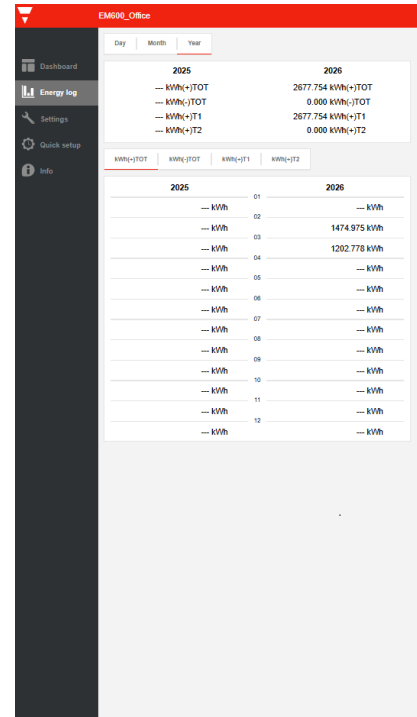 EM600_Office
Dashboard
Energy log
Settings
Quick setup
Info
Day Month Year
2025 2026
--- kWh(+)TOT 2677.754 kWh(+)TOT
--- kWh(-)TOT 0.000 kWh(-)TOT
--- kWh(+)T1 2677.754 kWh(+)T1
--- kWh(+)T2 0.000 kWh(+)T2
kWh(+)TOT kWh(-)TOT kWh(+)T1 kWh(+)T2
2025 2026
01
--- kWh --- kWh
02
--- kWh 1474.975 kWh
03
--- kWh 1202.778 kWh
04
--- kWh --- kWh
05
--- kWh --- kWh
06
--- kWh --- kWh
07
--- kWh --- kWh
08
--- kWh --- kWh
09
--- kWh --- kWh
10
--- kWh --- kWh
11
--- kWh --- kWh
12
--- kWh --- kWh